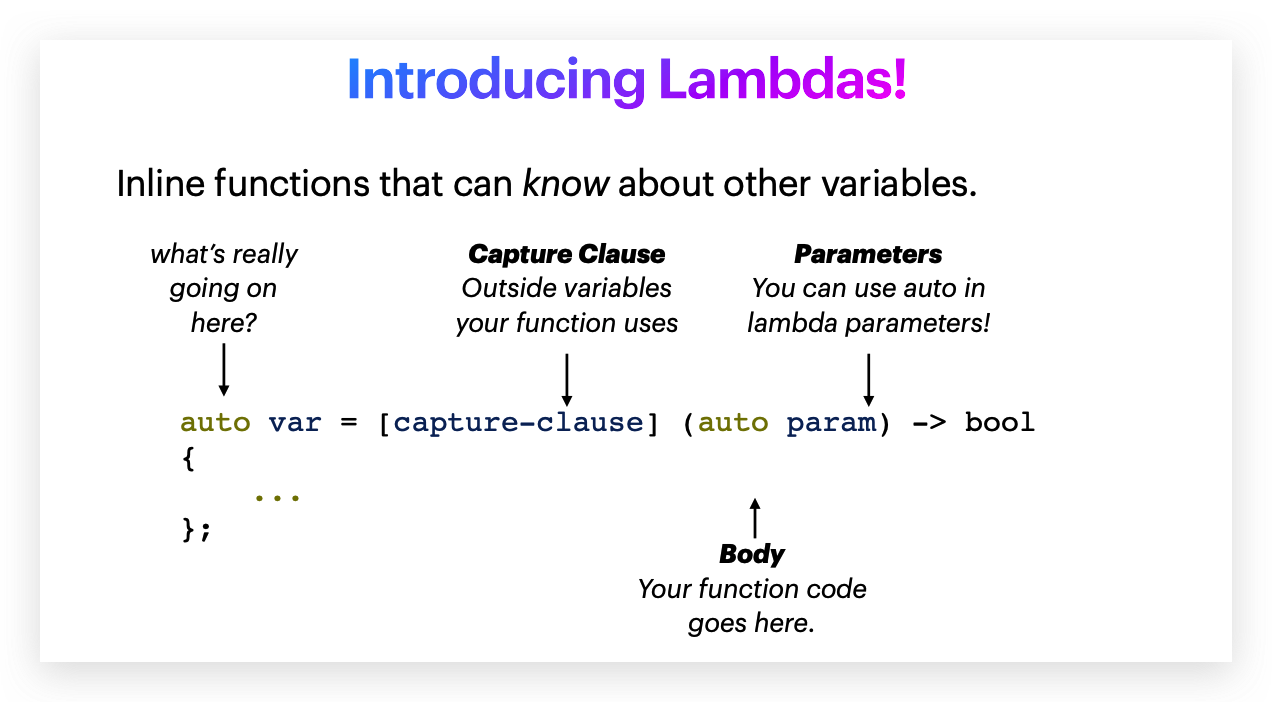 Introducing Lambdas!
Inline functions that can know about other variables.
what’s really
going on
here?
Capture Clause
Outside variables
your function uses
Parameters
You can use auto in
lambda parameters!
auto var = [capture-clause] (auto param) -> bool
{
...
};
Body
Your function code
goes here.